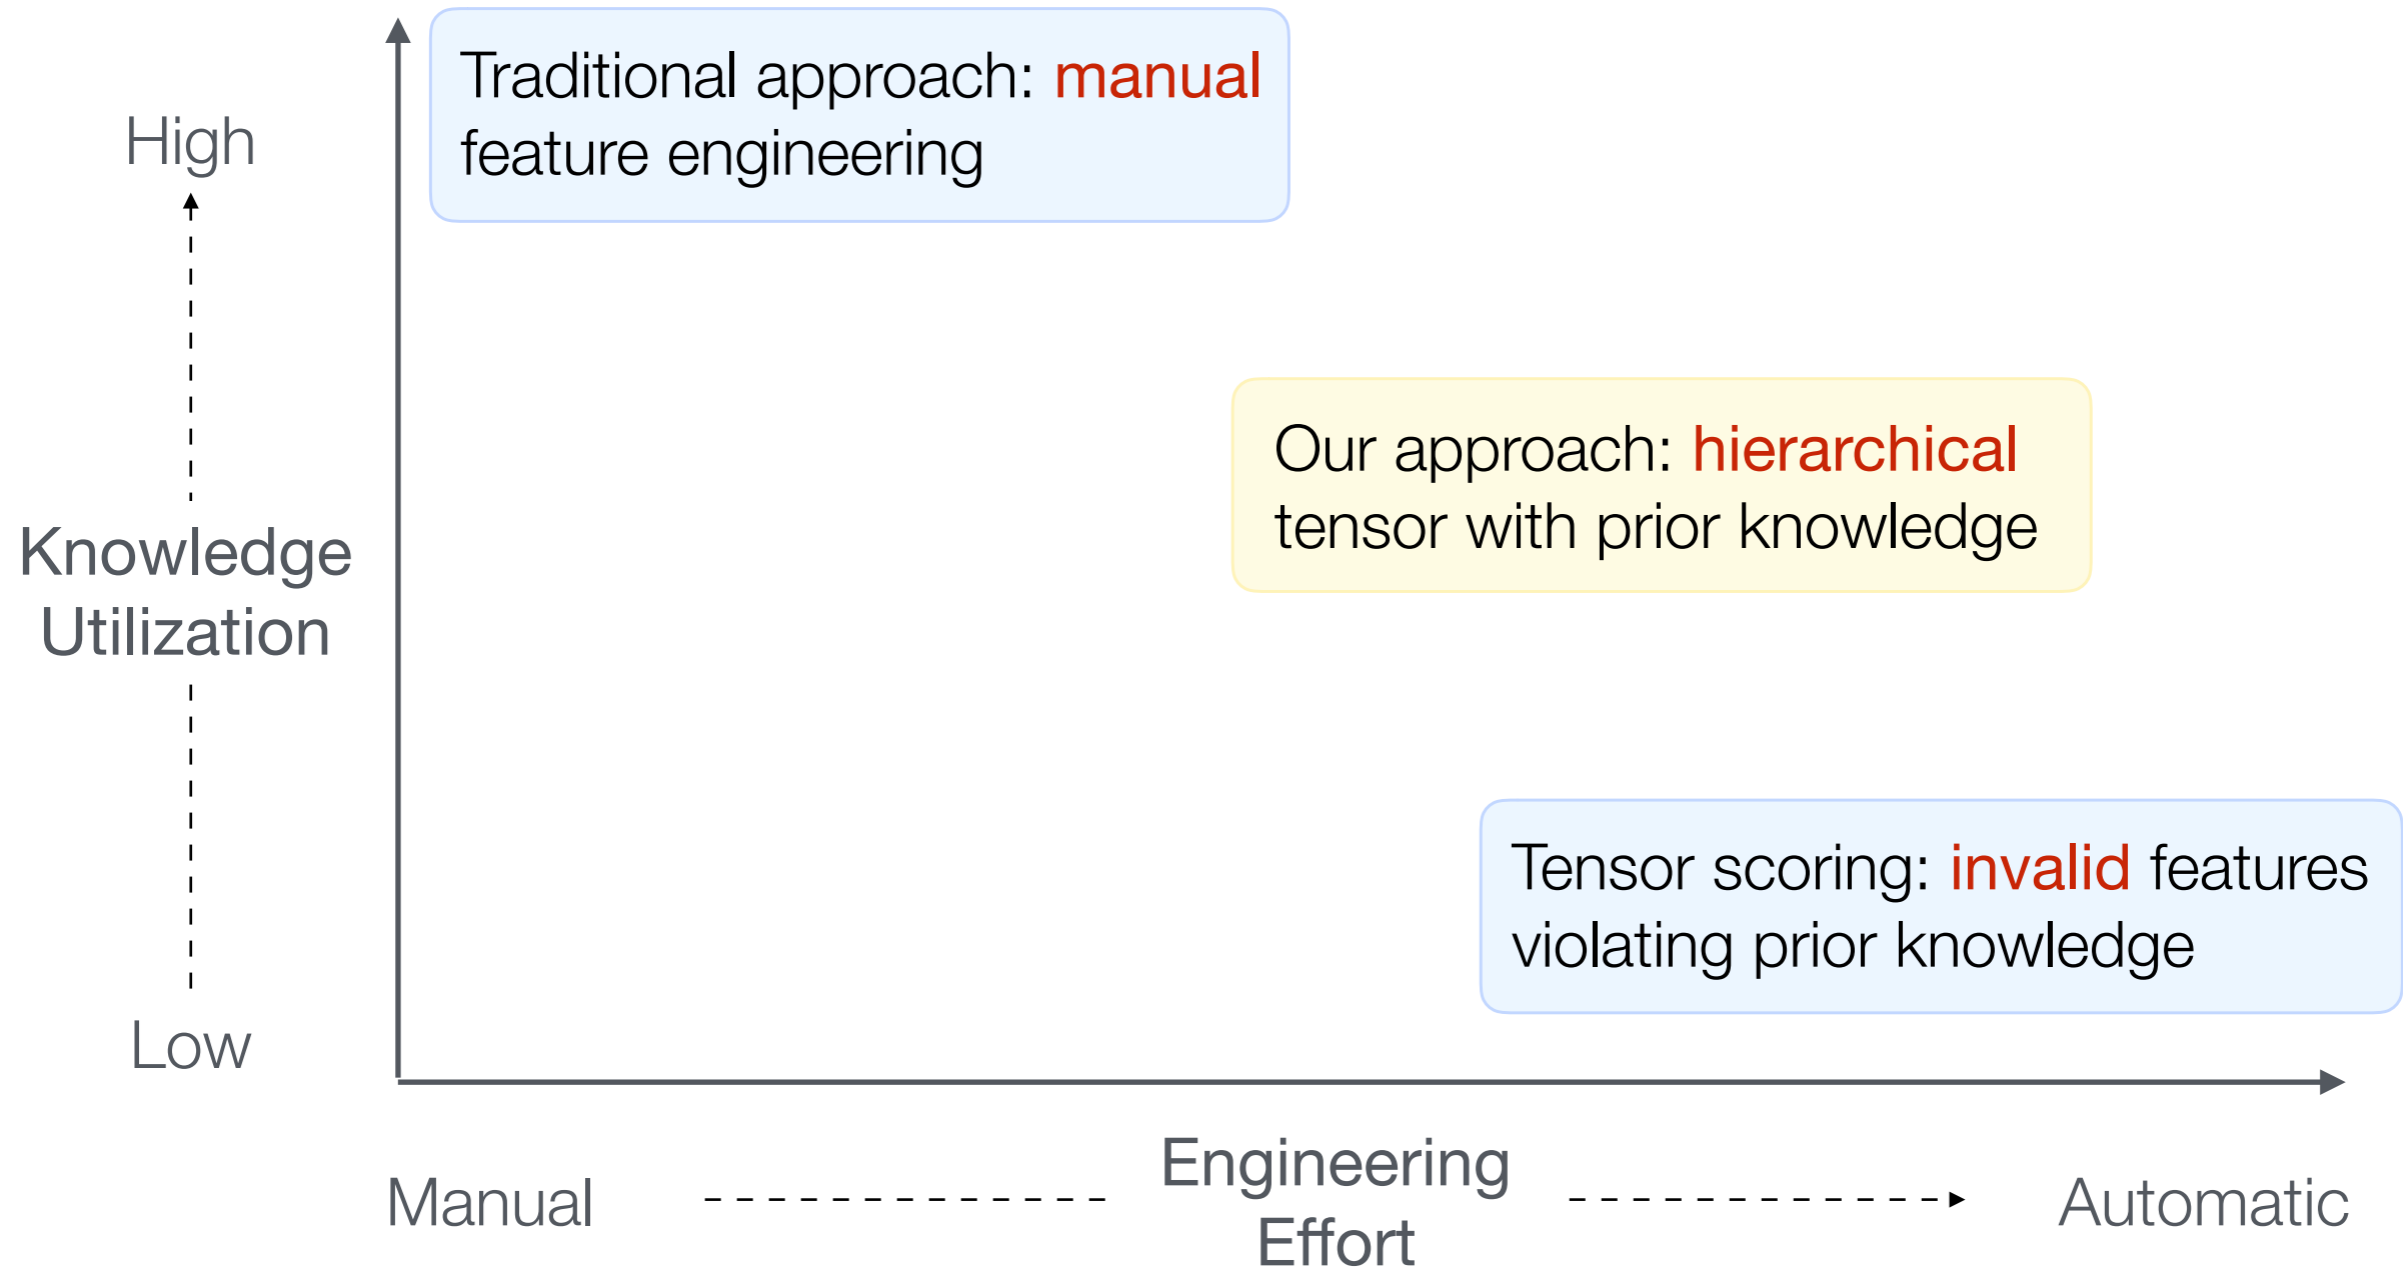 Traditional approach: manual
feature engineering
High
Our approach: hierarchical
tensor with prior knowledge
Knowledge
Utilization
Tensor scoring: invalid features
violating prior knowledge
Low
Manual
Engineering
Effort
Automatic